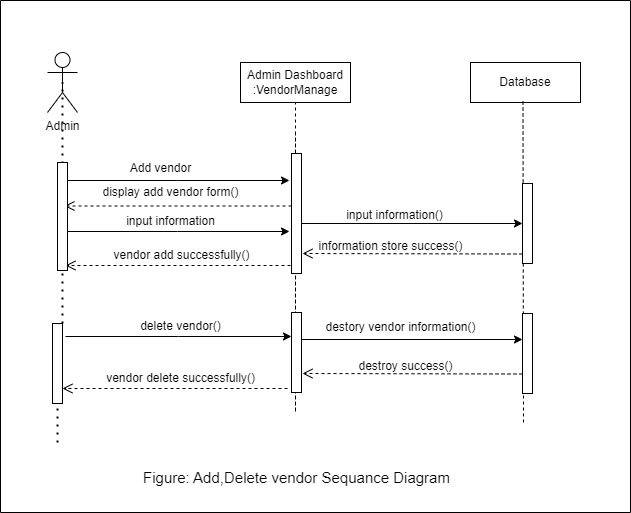 Admin Dashboard
:VendorManage
Database
Admin
Add vendor
display add vendor form()
input information
input information()
information store success()
vendor add successfully()
delete vendor()
destory vendor information()
destroy success()
vendor delete successfully()
Figure: Add,Delete vendor Sequance Diagram